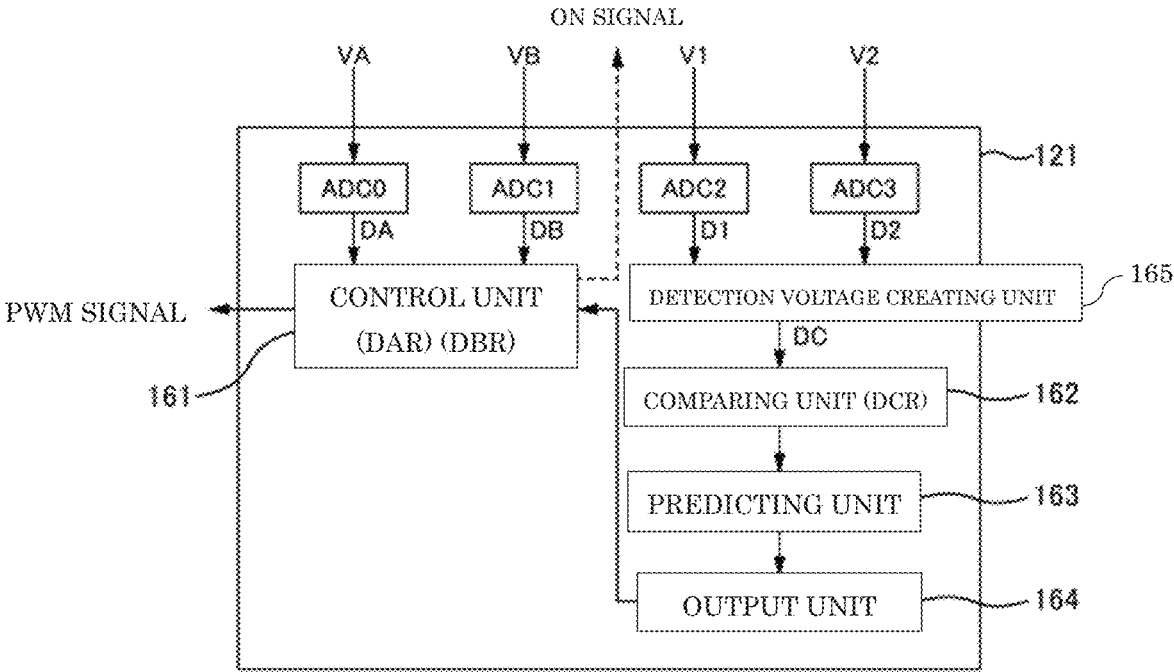 ON SIGNAL
VA VB V1 V2
121
ADC0 ADC1 ADC2 ADC3
DA DB D1 D2
165
CONTROL UNIT
(DAR) (DBR)
DETECTION VOLTAGE CREATING UNIT
PWM SIGNAL
DC
161
COMPARING UNIT (DCR)
162
PREDICTING UNIT
163
OUTPUT UNIT
164